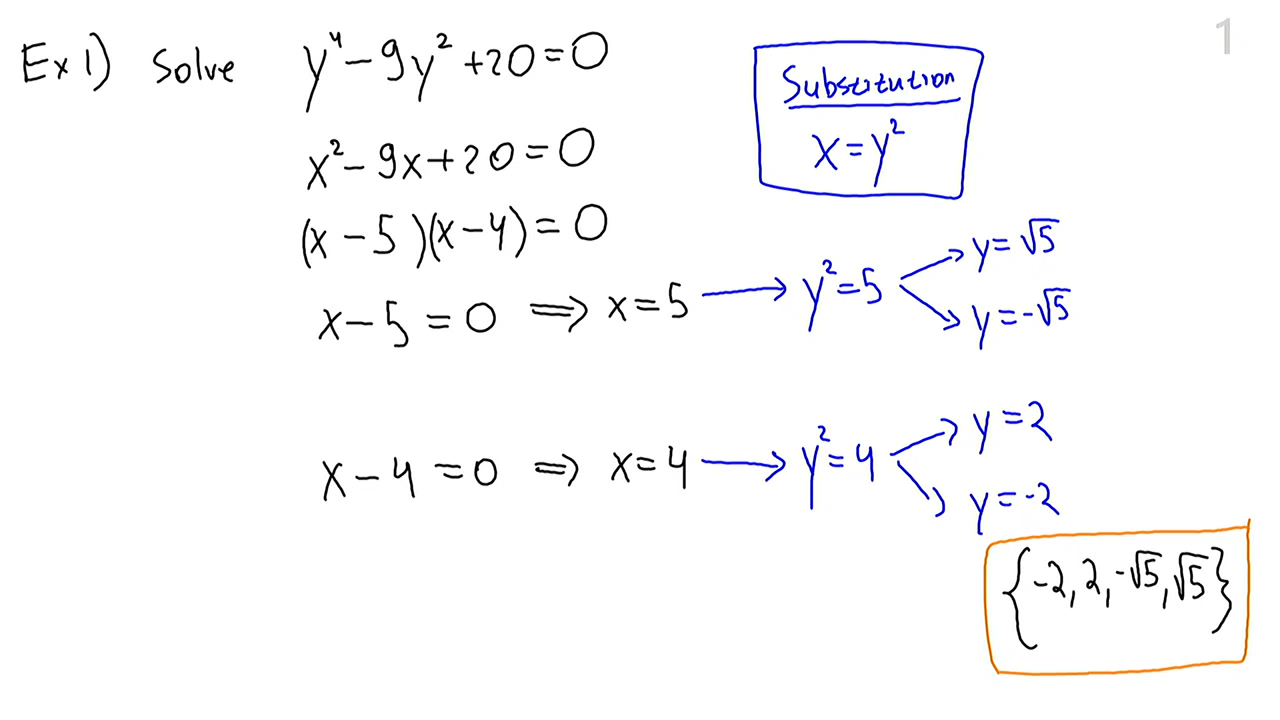 1
Ex 1) Solve y⁴ - 9y² + 20 = 0
Substitution
x = y²
x² - 9x + 20 = 0
(x - 5)(x - 4) = 0
x - 5 = 0 ⟹ x = 5 ⟶ y² = 5
y = √5
y = -√5
x - 4 = 0 ⟹ x = 4 ⟶ y² = 4
y = 2
y = -2
{-2, 2, -√5, √5}